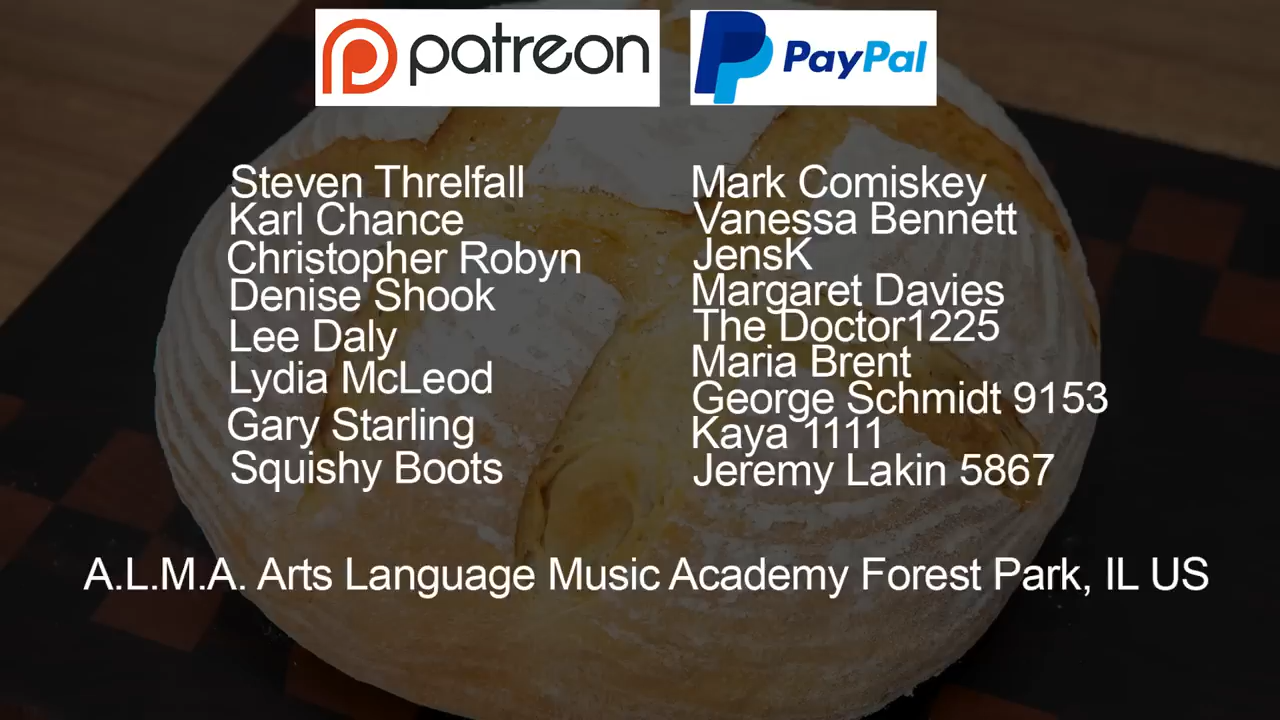 patreon
PayPal
Steven Threlfall
Karl Chance
Christopher Robyn
Denise Shook
Lee Daly
Lydia McLeod
Gary Starling
Squishy Boots
Mark Comiskey
Vanessa Bennett
JensK
Margaret Davies
The Doctor1225
Maria Brent
George Schmidt 9153
Kaya 1111
Jeremy Lakin 5867
A.L.M.A. Arts Language Music Academy Forest Park, IL US